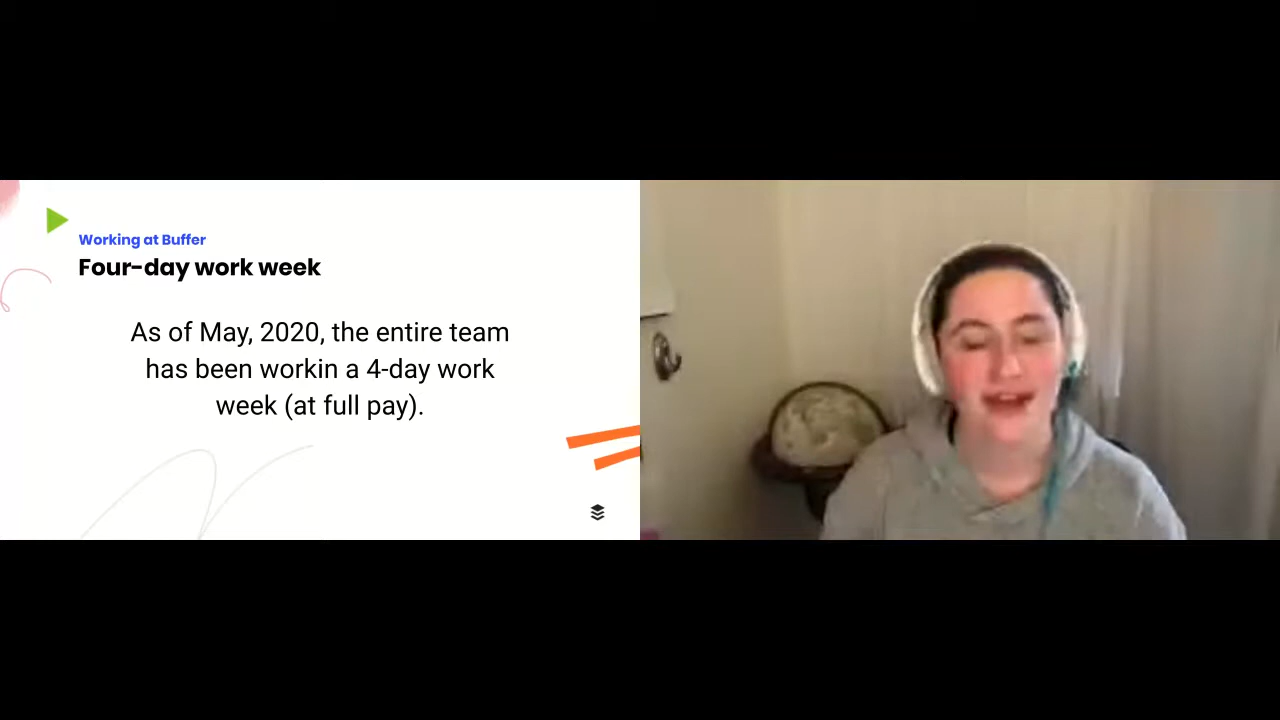 Working at Buffer
Four-day work week
As of May, 2020, the entire team
has been workin a 4-day work
week (at full pay).